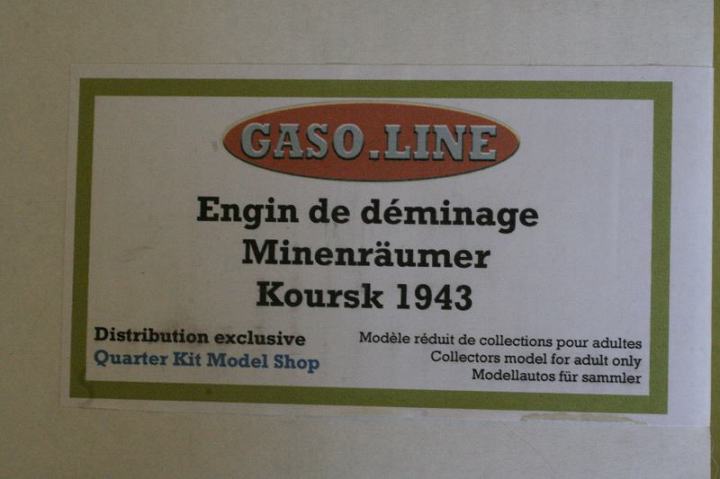 GASO.LINE
Engin de déminage
Minenräumer
Koursk 1943
Distribution exclusive
Quarter Kit Model Shop
Modèle réduit de collections pour adultes
Collectors model for adult only
Modellautos für sammler